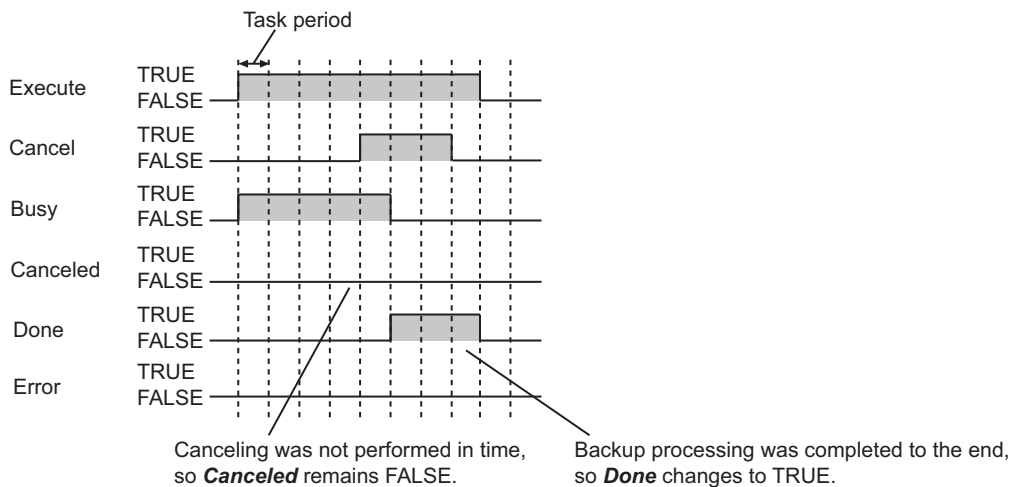 Task period
Execute
TRUE
FALSE
Cancel
TRUE
FALSE
Busy
TRUE
FALSE
Canceled
TRUE
FALSE
Done
TRUE
FALSE
Error
TRUE
FALSE
Canceling was not performed in time,
so Canceled remains FALSE.
Backup processing was completed to the end,
so Done changes to TRUE.